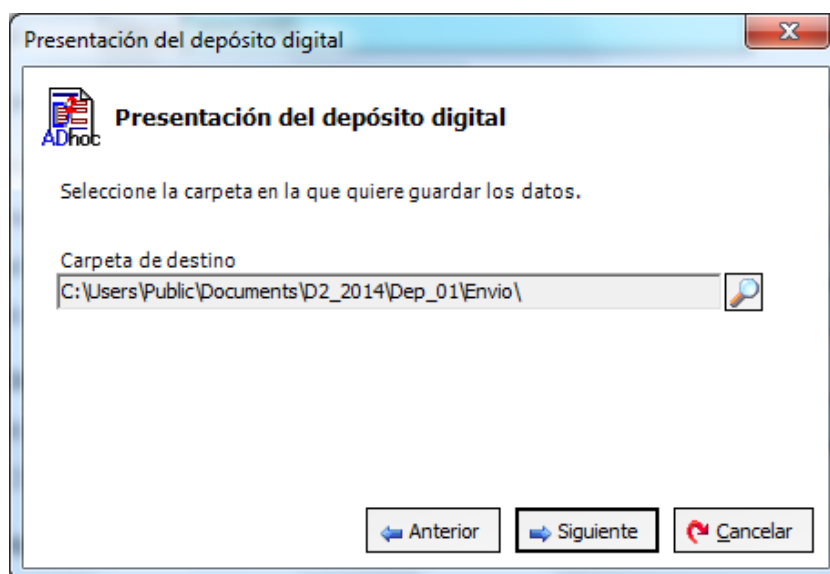 Presentación del depósito digital
ADhoc
Presentación del depósito digital
Seleccione la carpeta en la que quiere guardar los datos.
Carpeta de destino
C:\Users\Public\Documents\D2_2014\Dep_01\Envio\
Anterior
Siguiente
Cancelar